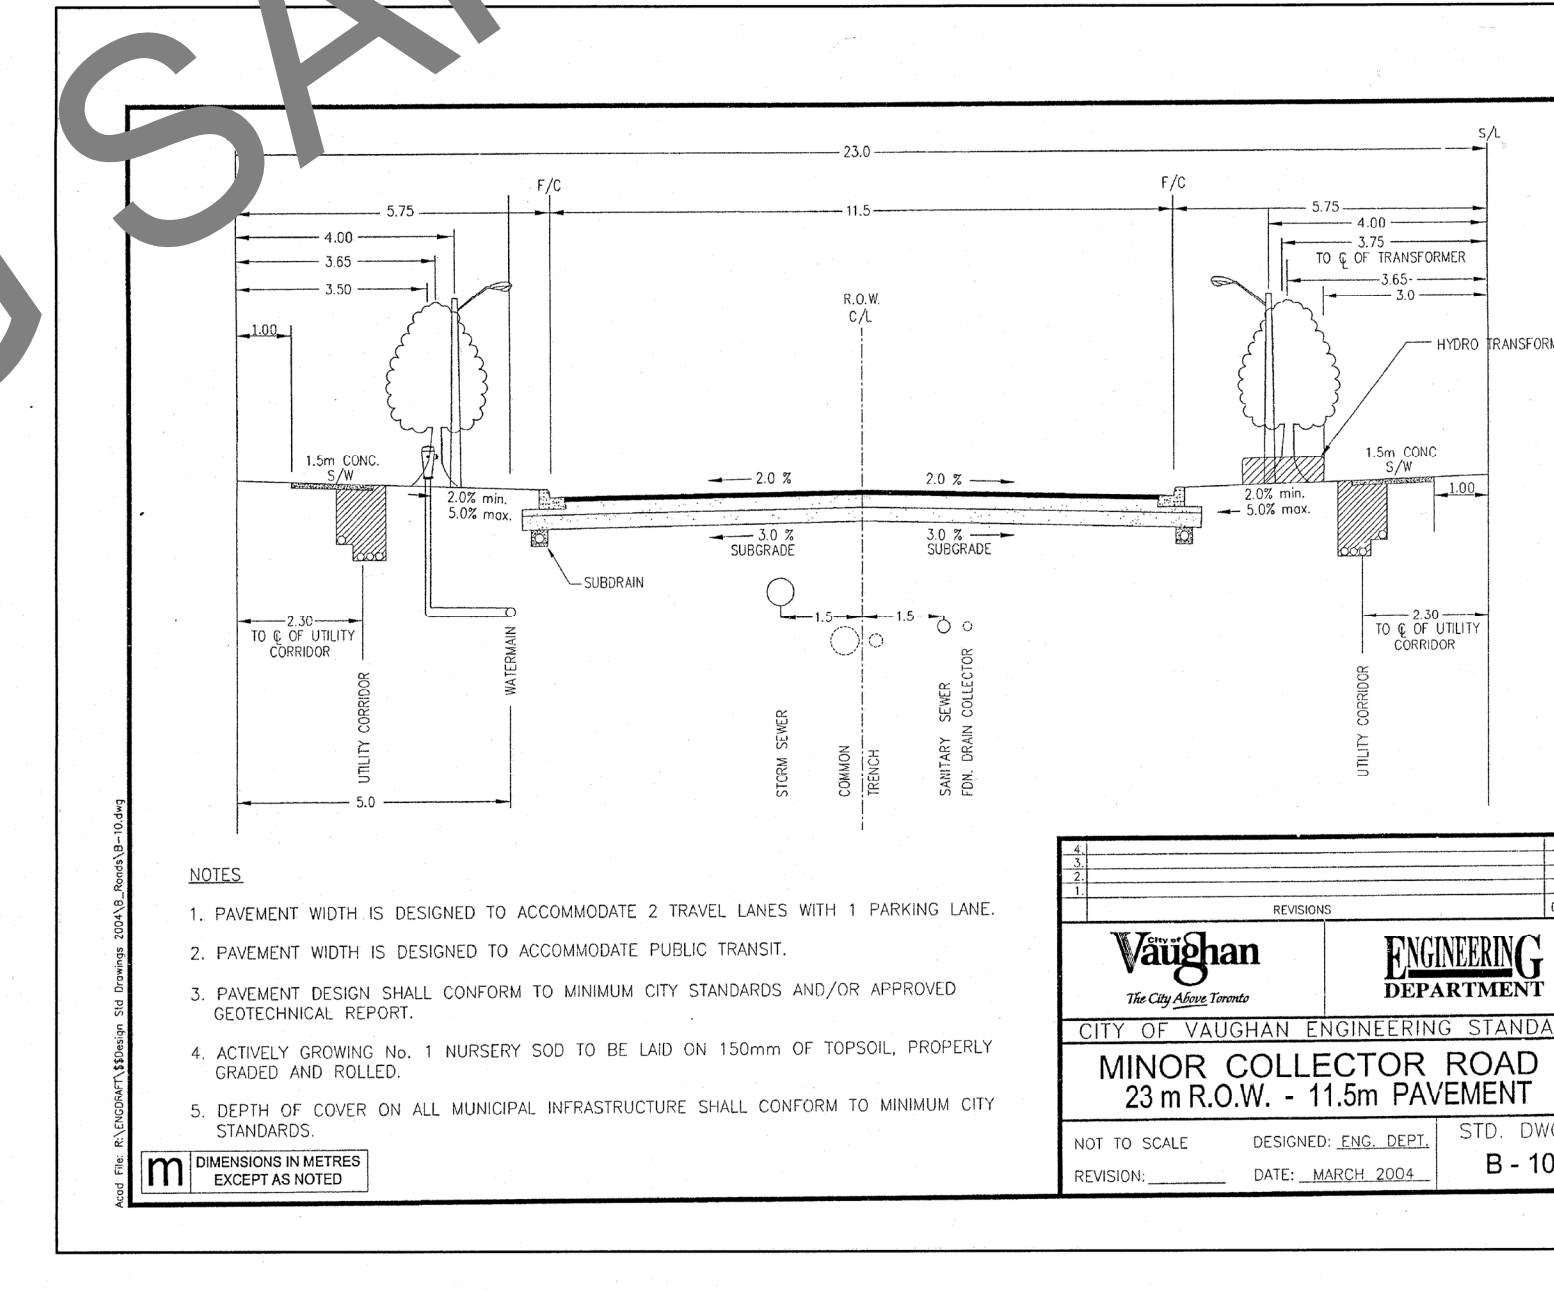 SA
S/L
23.0
F/C
F/C
5.75
11.5
5.75
4.00
4.00
3.65
3.75
TO ℄ OF TRANSFORMER
3.50
3.65
3.0
R.O.W.
C/L
1.00
HYDRO TRANSFORM
1.5m CONC.
S/W
1.5m CONC
S/W
2.0 %
2.0 %
2.0% min.
5.0% max.
2.0% min.
5.0% max.
1.00
3.0 %
SUBGRADE
3.0 %
SUBGRADE
SUBDRAIN
2.30
TO ℄ OF UTILITY
CORRIDOR
1.5
1.5
2.30
TO ℄ OF UTILITY
CORRIDOR
UTILITY CORRIDOR
WATERMAIN
STORM SEWER
COMMON
TRENCH
SANITARY SEWER
FDN. DRAIN COLLECTOR
UTILITY CORRIDOR
5.0
NOTES
1. PAVEMENT WIDTH IS DESIGNED TO ACCOMMODATE 2 TRAVEL LANES WITH 1 PARKING LANE.
2. PAVEMENT WIDTH IS DESIGNED TO ACCOMMODATE PUBLIC TRANSIT.
3. PAVEMENT DESIGN SHALL CONFORM TO MINIMUM CITY STANDARDS AND/OR APPROVED
GEOTECHNICAL REPORT.
4. ACTIVELY GROWING No. 1 NURSERY SOD TO BE LAID ON 150mm OF TOPSOIL, PROPERLY
GRADED AND ROLLED.
5. DEPTH OF COVER ON ALL MUNICIPAL INFRASTRUCTURE SHALL CONFORM TO MINIMUM CITY
STANDARDS.
m
DIMENSIONS IN METRES
EXCEPT AS NOTED
Acad File: R:\ENGDRAFT\$$Design Std Drawings 2004\B_Roads\B-10.dwg
4.
3.
2.
1.
REVISIONS
City of
Vaughan
The City Above Toronto
ENGINEERING
DEPARTMENT
CITY OF VAUGHAN ENGINEERING STANDA
MINOR COLLECTOR ROAD
23 m R.O.W. - 11.5m PAVEMENT
NOT TO SCALE
DESIGNED: ENG. DEPT.
STD. DWG
REVISION:
DATE: MARCH 2004
B - 10